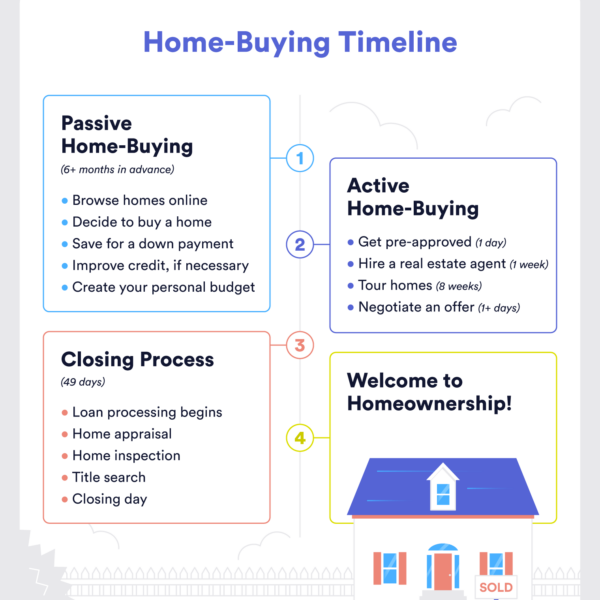 Home-Buying Timeline
Passive
Home-Buying
(6+ months in advance)
• Browse homes online
• Decide to buy a home
• Save for a down payment
• Improve credit, if necessary
• Create your personal budget
1
Active
Home-Buying
• Get pre-approved (1 day)
• Hire a real estate agent (1 week)
• Tour homes (8 weeks)
• Negotiate an offer (1+ days)
2
Closing Process
(49 days)
• Loan processing begins
• Home appraisal
• Home inspection
• Title search
• Closing day
3
Welcome to
Homeownership!
4
SOLD